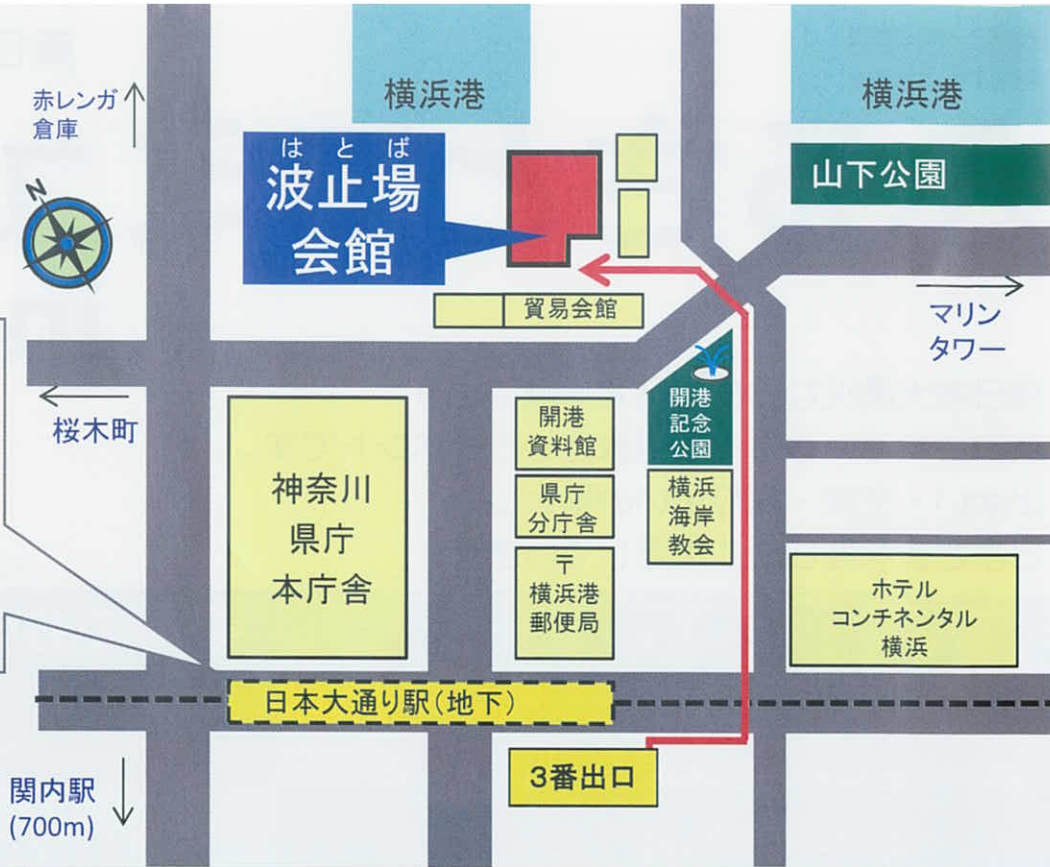 横浜港
横浜港
赤レンガ
倉庫
はとば
波止場
会館
山下公園
N
貿易会館
マリン
タワー
桜木町
開港
記念
公園
開港
資料館
神奈川
県庁
本庁舎
県庁
分庁舎
横浜
海岸
教会
〒
横浜港
郵便局
ホテル
コンチネンタル
横浜
日本大通り駅(地下)
3番出口
関内駅
(700m)